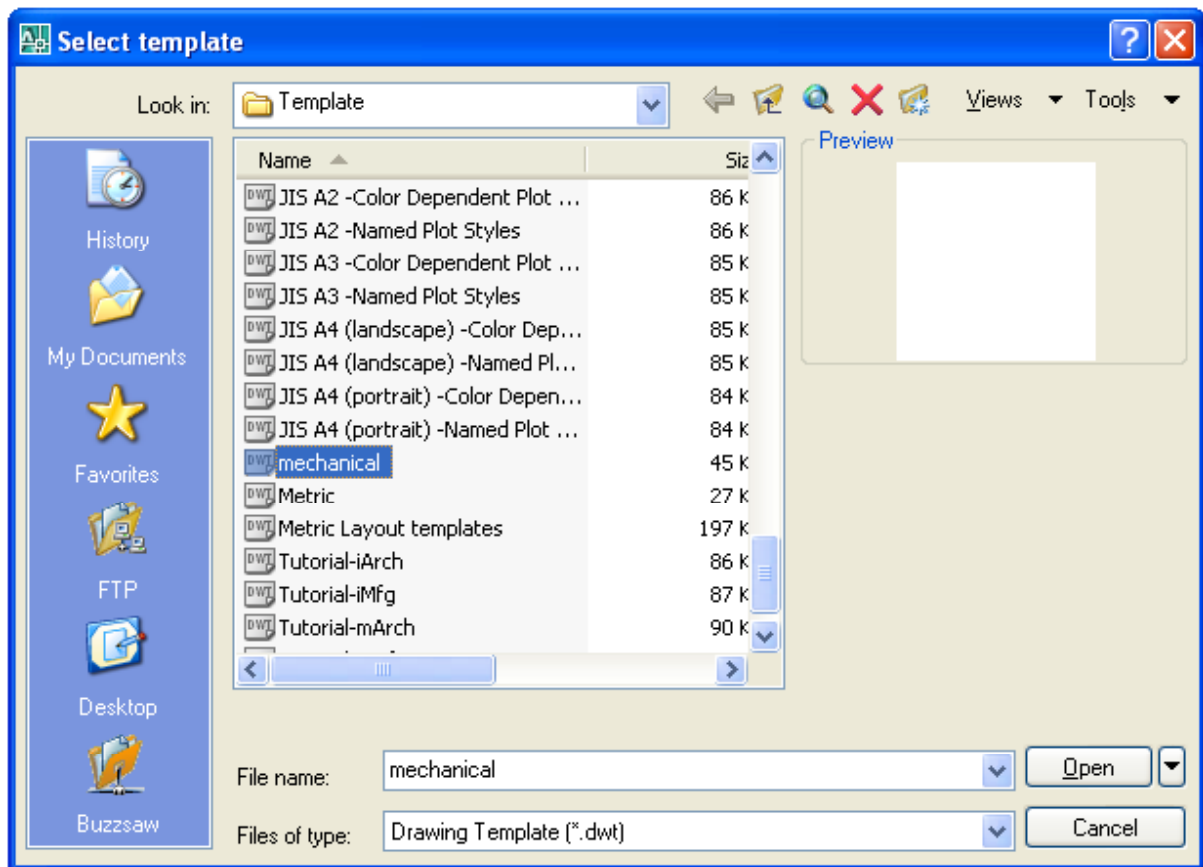 Select template
Look in: Template Views Tools
History
My Documents
Favorites
FTP
Desktop
Buzzsaw
Name Siz
JIS A2 -Color Dependent Plot ... 86 K
JIS A2 -Named Plot Styles 86 K
JIS A3 -Color Dependent Plot ... 85 K
JIS A3 -Named Plot Styles 85 K
JIS A4 (landscape) -Color Dep... 85 K
JIS A4 (landscape) -Named Pl... 85 K
JIS A4 (portrait) -Color Depen... 84 K
JIS A4 (portrait) -Named Plot ... 84 K
mechanical 45 K
Metric 27 K
Metric Layout templates 197 K
Tutorial-iArch 86 K
Tutorial-iMfg 87 K
Tutorial-mArch 90 K
Preview
File name: mechanical Open
Files of type: Drawing Template (*.dwt) Cancel